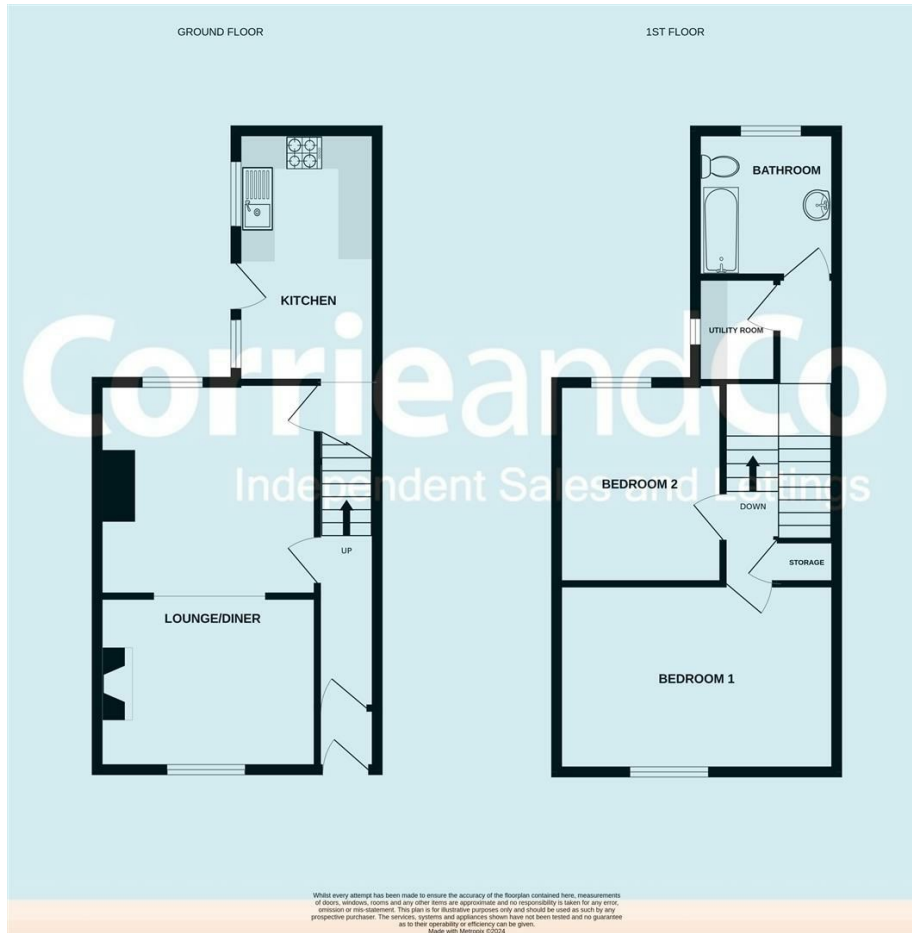 GROUND FLOOR
1ST FLOOR
BATHROOM
KITCHEN
UTILITY ROOM
CorrieandCo
Independent Sales and Lettings
BEDROOM 2
DOWN
UP
STORAGE
LOUNGE/DINER
BEDROOM 1
Whilst every attempt has been made to ensure the accuracy of the floorplan contained here, measurements
of doors, windows, rooms and any other items are approximate and no responsibility is taken for any error,
omission or mis-statement. This plan is for illustrative purposes only and should be used as such by any
prospective purchaser. The services, systems and appliances shown have not been tested and no guarantee
as to their operability or efficiency can be given.
Made with Metropix ©2024